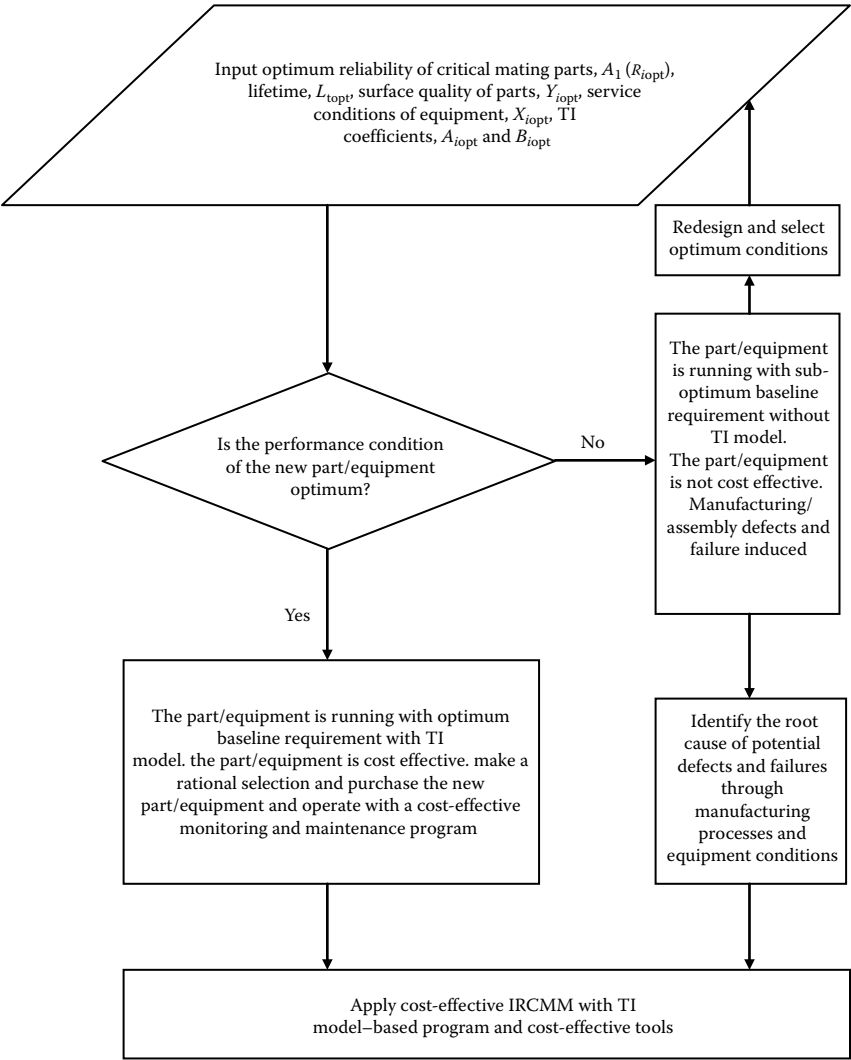 Input optimum reliability of critical mating parts, A₁ (Rᵢₒₚₜ),
lifetime, Lₜₒₚₜ, surface quality of parts, Yᵢₒₚₜ, service
conditions of equipment, Xᵢₒₚₜ, TI
coefficients, Aᵢₒₚₜ and Bᵢₒₚₜ
Redesign and select
optimum conditions
The part/equipment
is running with sub-
optimum baseline
requirement without
TI model.
The part/equipment
is not cost effective.
Manufacturing/
assembly defects and
failure induced
Is the performance condition
of the new part/equipment
optimum?
No
Yes
The part/equipment is running with optimum
baseline requirement with TI
model. the part/equipment is cost effective. make a
rational selection and purchase the new
part/equipment and operate with a cost-effective
monitoring and maintenance program
Identify the root
cause of potential
defects and failures
through
manufacturing
processes and
equipment conditions
Apply cost-effective IRCMM with TI
model–based program and cost-effective tools